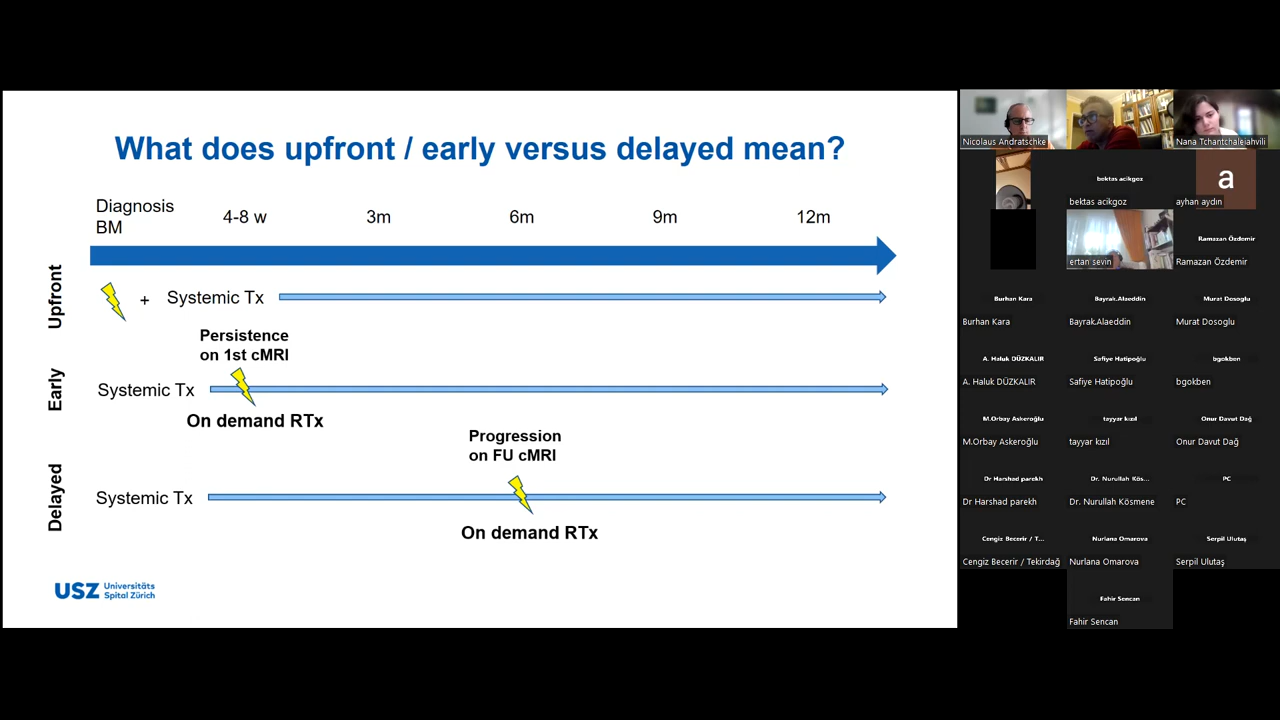 What does upfront / early versus delayed mean?
Diagnosis
BM
4-8 w
3m
6m
9m
12m
Upfront
+
Systemic Tx
Persistence
on 1st cMRI
Early
Systemic Tx
On demand RTx
Progression
on FU cMRI
Delayed
Systemic Tx
On demand RTx
USZ Universitäts
Spital Zürich
Nicolaus Andratschke
Nana Tchantchaleiahvili
bektas acikgoz
bektas acikgoz
a
ayhan aydın
ertan sevin
Ramazan Özdemir
Ramazan Özdemir
Burhan Kara
Burhan Kara
Bayrak.Alaeddin
Bayrak.Alaeddin
Murat Dosoglu
Murat Dosoglu
A. Haluk DÜZKALIR
A. Haluk DÜZKALIR
Safiye Hatipoğlu
Safiye Hatipoğlu
bgokben
bgokben
M.Orbay Askeroğlu
M.Orbay Askeroğlu
tayyar kızıl
tayyar kızıl
Onur Davut Dağ
Onur Davut Dağ
Dr Harshad parekh
Dr Harshad parekh
Dr. Nurullah Kös...
Dr. Nurullah Kösmene
PC
PC
Cengiz Becerir / T...
Cengiz Becerir / Tekirdağ
Nurlana Omarova
Nurlana Omarova
Serpil Ulutaş
Serpil Ulutaş
Fahir Sencan
Fahir Sencan